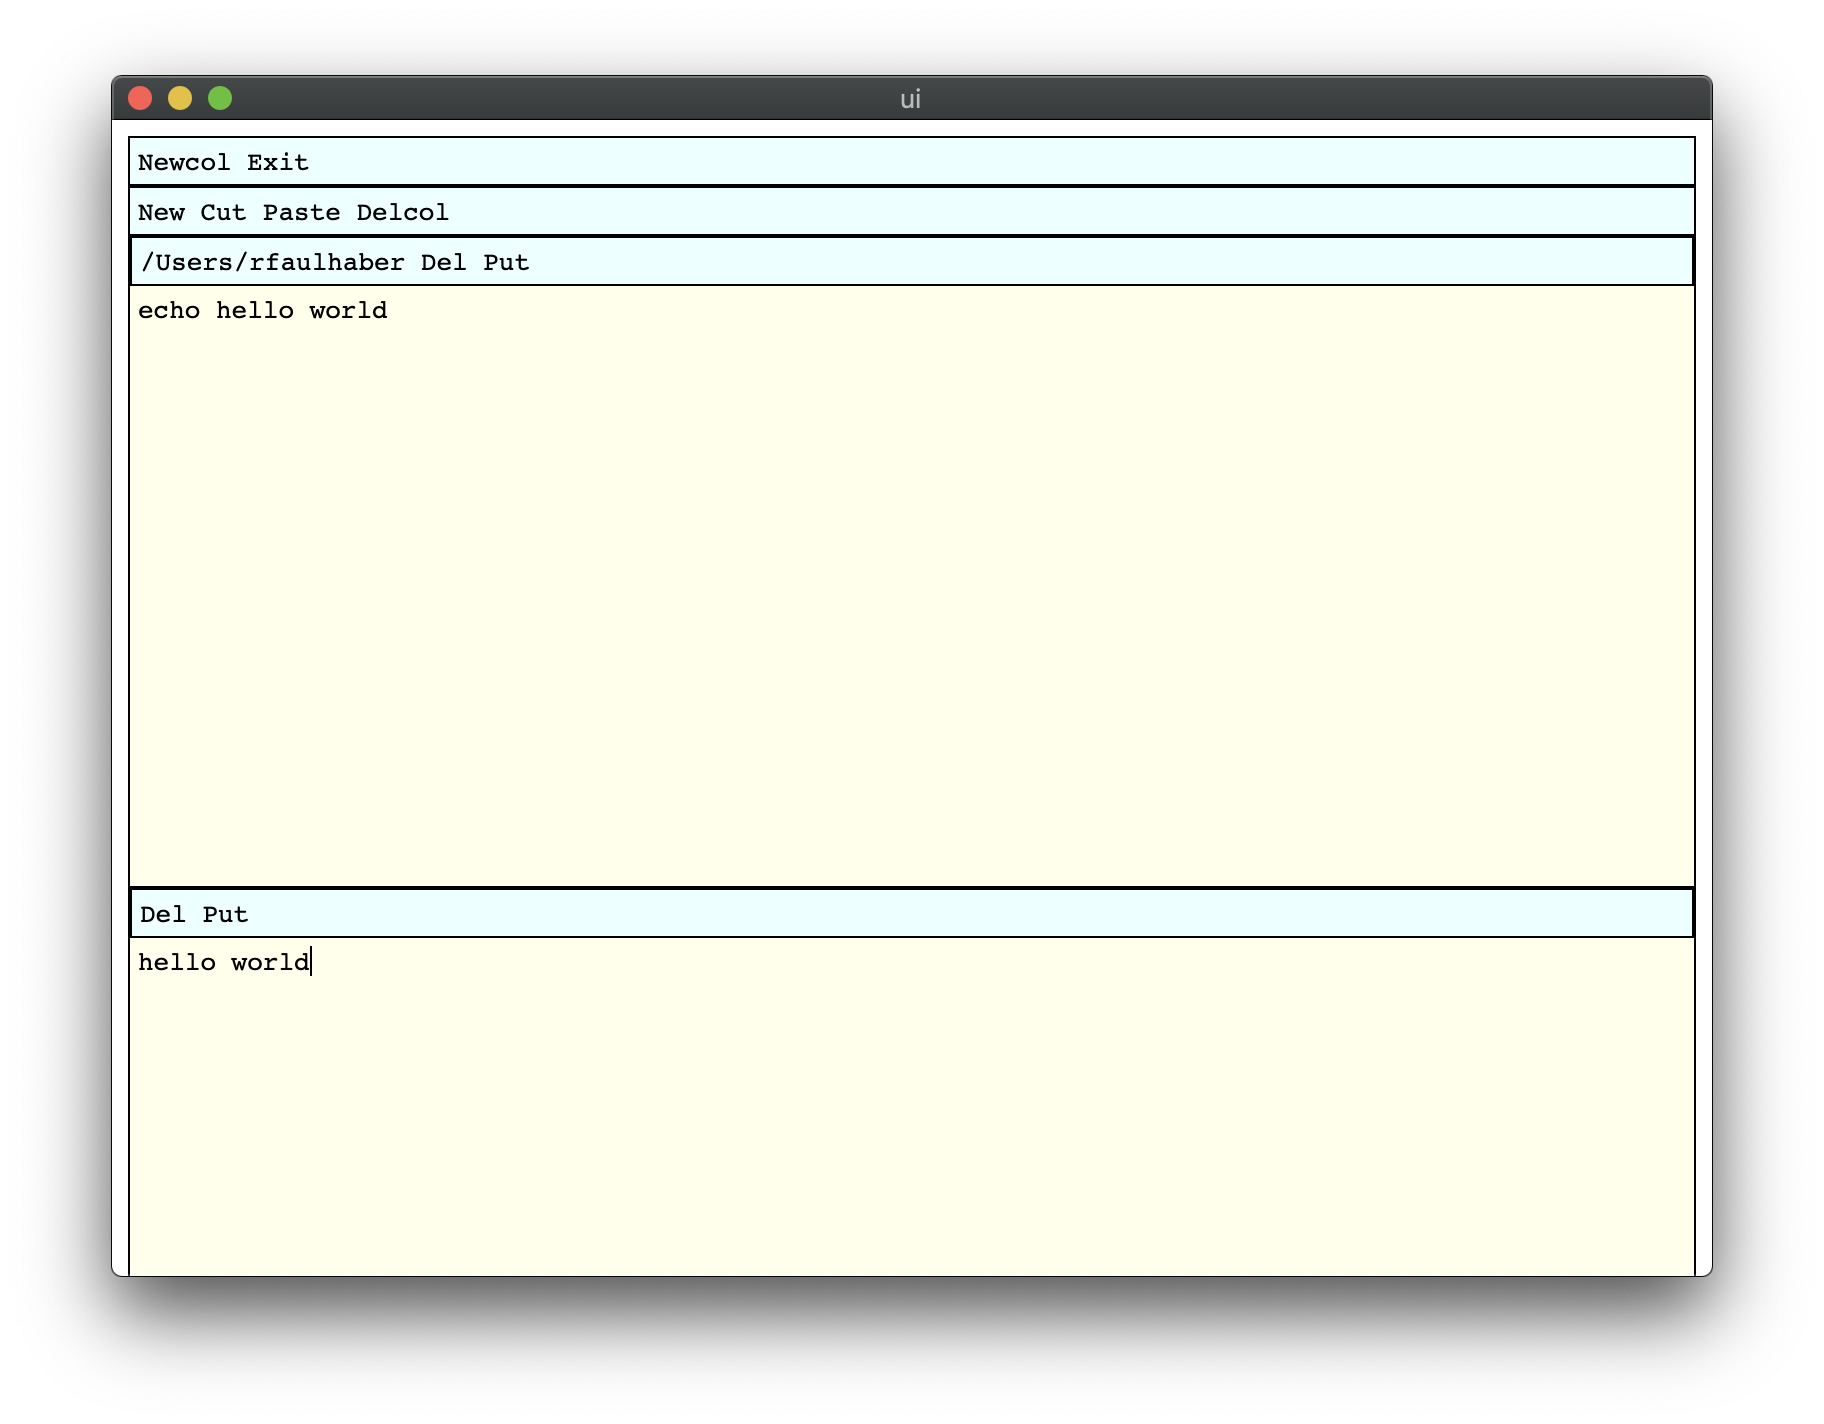 ui
Newcol Exit
New Cut Paste Delcol
/Users/rfaulhaber Del Put
echo hello world
Del Put
hello world